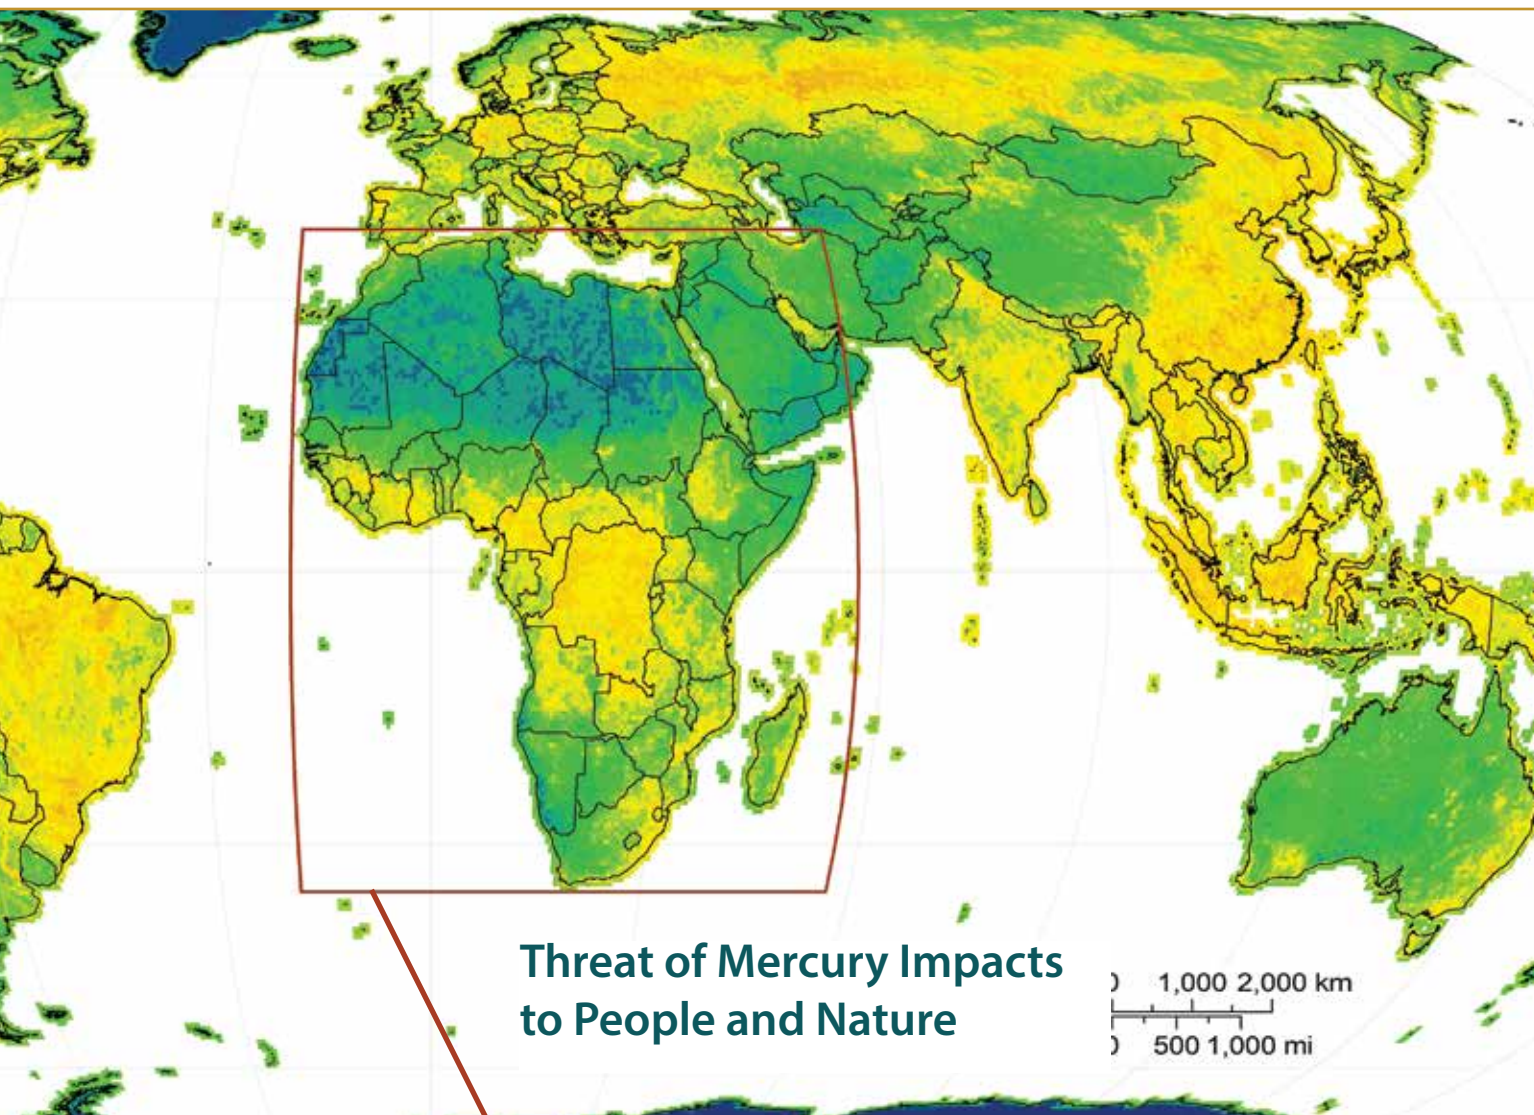 Threat of Mercury Impacts
to People and Nature
1,000 2,000 km
500 1,000 mi